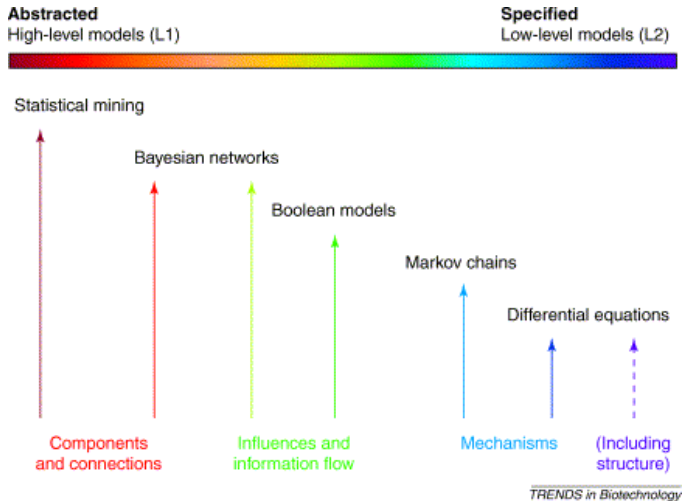 Abstracted
High-level models (L1)
Specified
Low-level models (L2)
Statistical mining
Bayesian networks
Boolean models
Markov chains
Differential equations
Components
and connections
Influences and
information flow
Mechanisms
(Including
structure)
TRENDS in Biotechnology